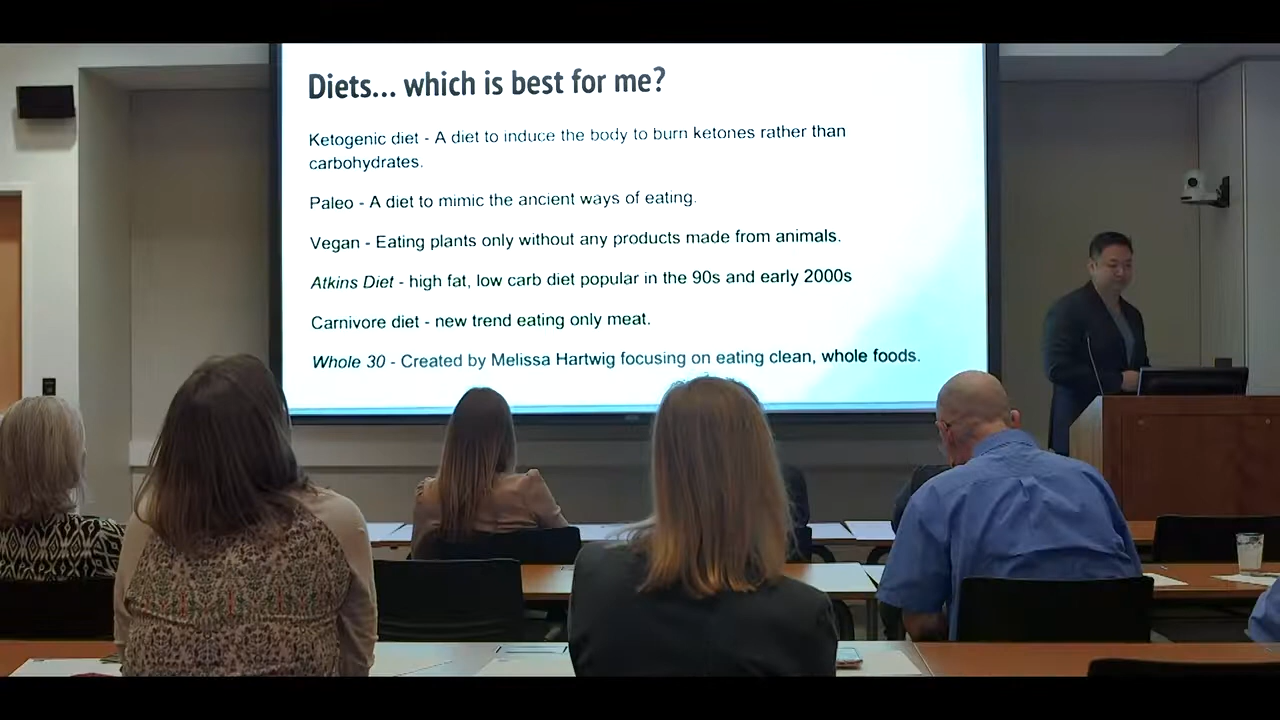 Diets... which is best for me?
Ketogenic diet - A diet to induce the body to burn ketones rather than
carbohydrates.
Paleo - A diet to mimic the ancient ways of eating.
Vegan - Eating plants only without any products made from animals.
Atkins Diet - high fat, low carb diet popular in the 90s and early 2000s
Carnivore diet - new trend eating only meat.
Whole 30 - Created by Melissa Hartwig focusing on eating clean, whole foods.